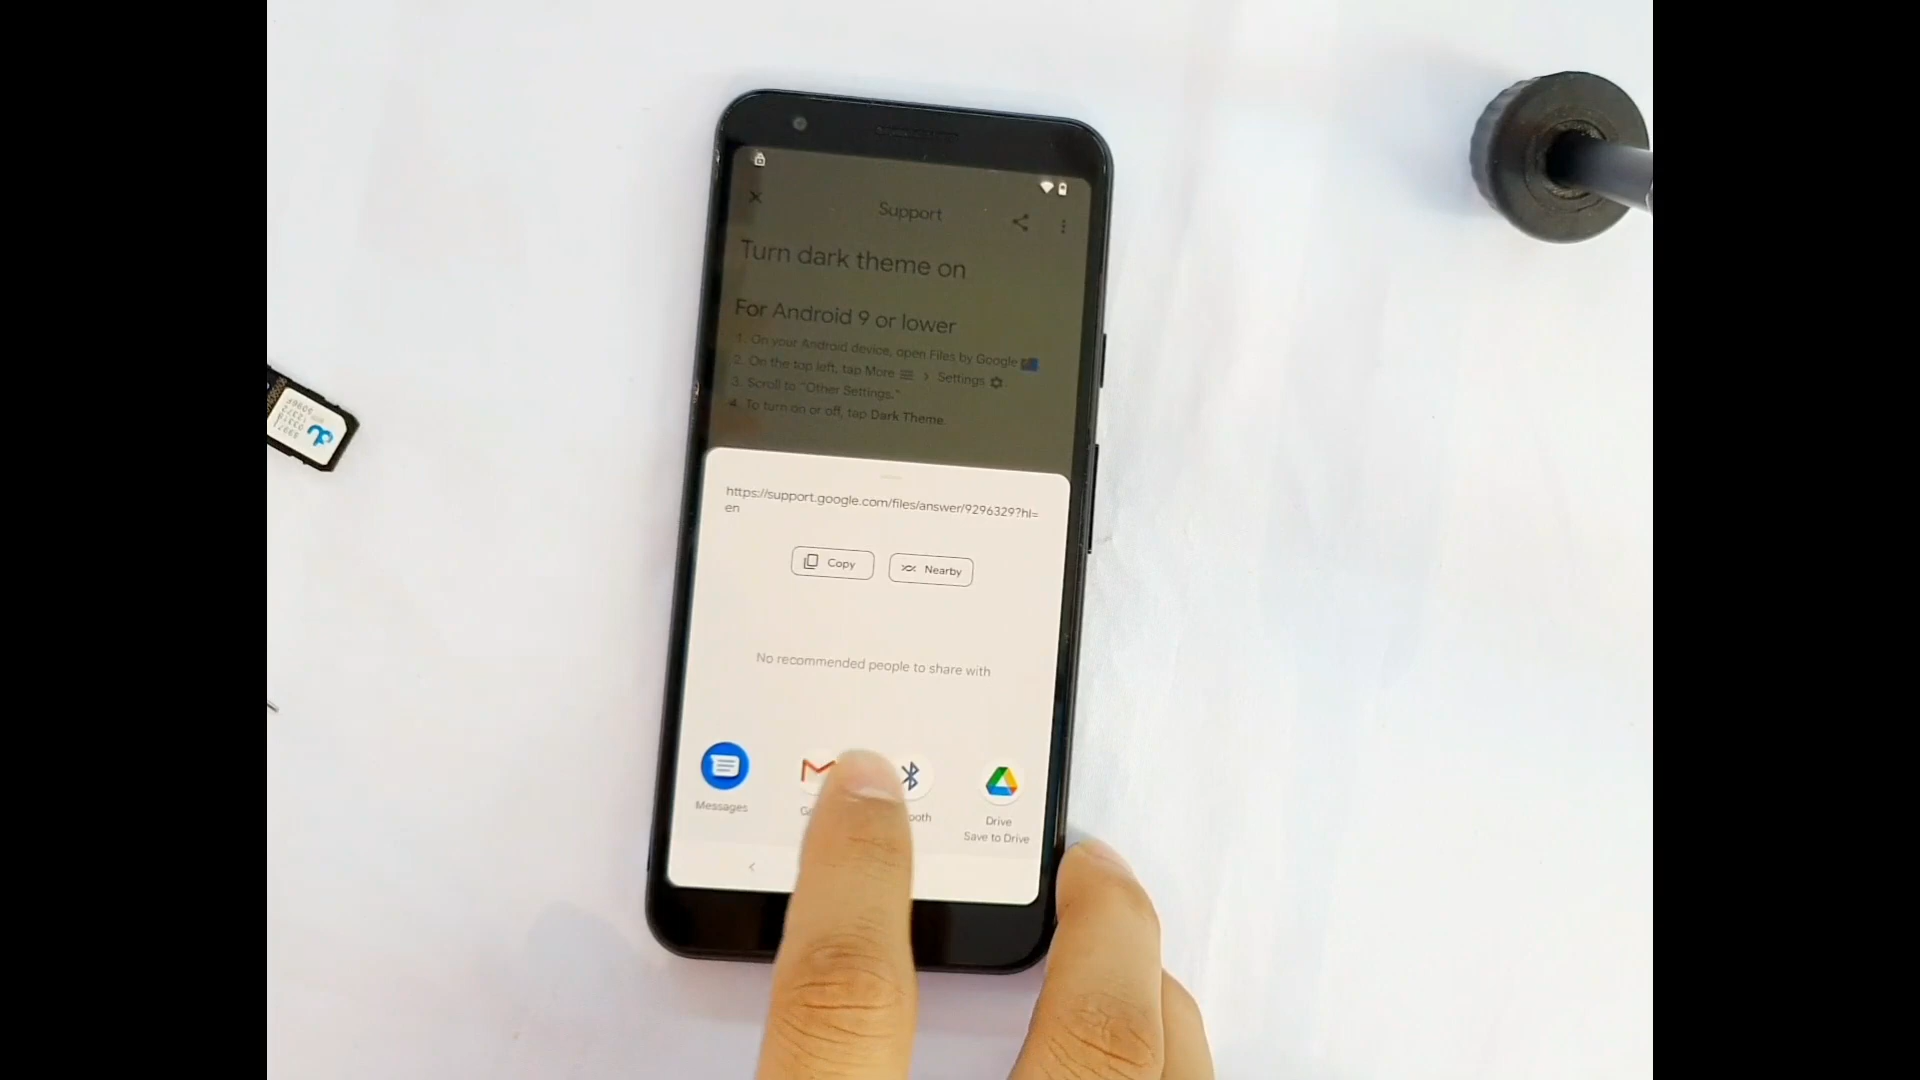 Support
Turn dark theme on
For Android 9 or lower
1. On your Android device, open Files by Google
2. On the top left, tap More > Settings
3. Scroll to "Other Settings."
4. To turn on or off, tap Dark Theme.
https://support.google.com/files/answer/9296329?hl=
en
Copy Nearby
No recommended people to share with
Messages
Drive
Save to Drive